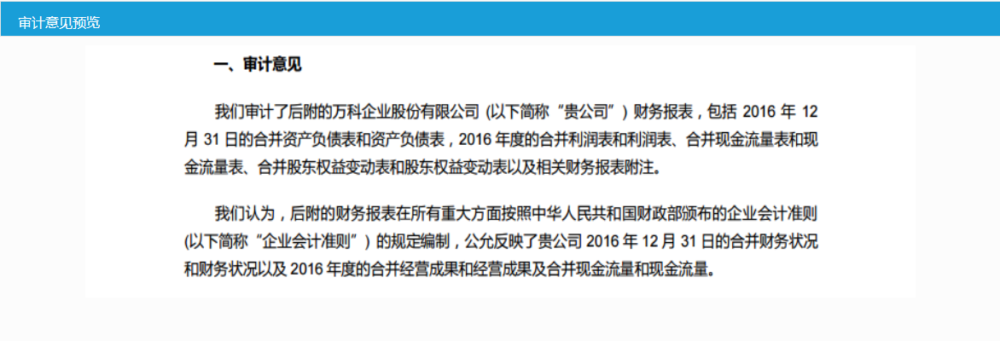 审计意见预览
一、审计意见
我们审计了后附的万科企业股份有限公司 (以下简称“贵公司”) 财务报表，包括 2016 年 12
月 31 日的合并资产负债表和资产负债表，2016 年度的合并利润表和利润表、合并现金流量表和现
金流量表、合并股东权益变动表和股东权益变动表以及相关财务报表附注。
我们认为，后附的财务报表在所有重大方面按照中华人民共和国财政部颁布的企业会计准则
(以下简称“企业会计准则”) 的规定编制，公允反映了贵公司 2016 年 12 月 31 日的合并财务状况
和财务状况以及 2016 年度的合并经营成果和经营成果及合并现金流量和现金流量。